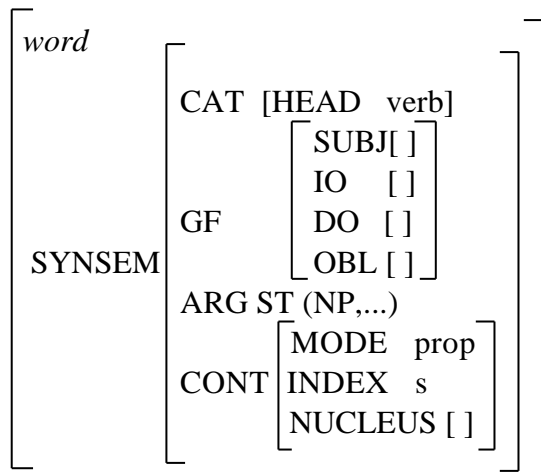 word
CAT [HEAD verb]
SUBJ[ ]
IO [ ]
GF DO [ ]
SYNSEM OBL [ ]
ARG ST (NP,...)
MODE prop
CONT INDEX s
NUCLEUS [ ]